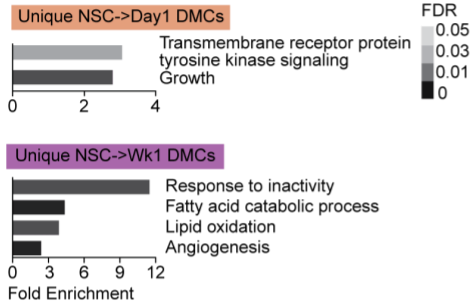 Unique NSC->Day1 DMCs
Transmembrane receptor protein
tyrosine kinase signaling
Growth
0 2 4
FDR
0.05
0.03
0.01
0
Unique NSC->Wk1 DMCs
Response to inactivity
Fatty acid catabolic process
Lipid oxidation
Angiogenesis
0 3 6 9 12
Fold Enrichment